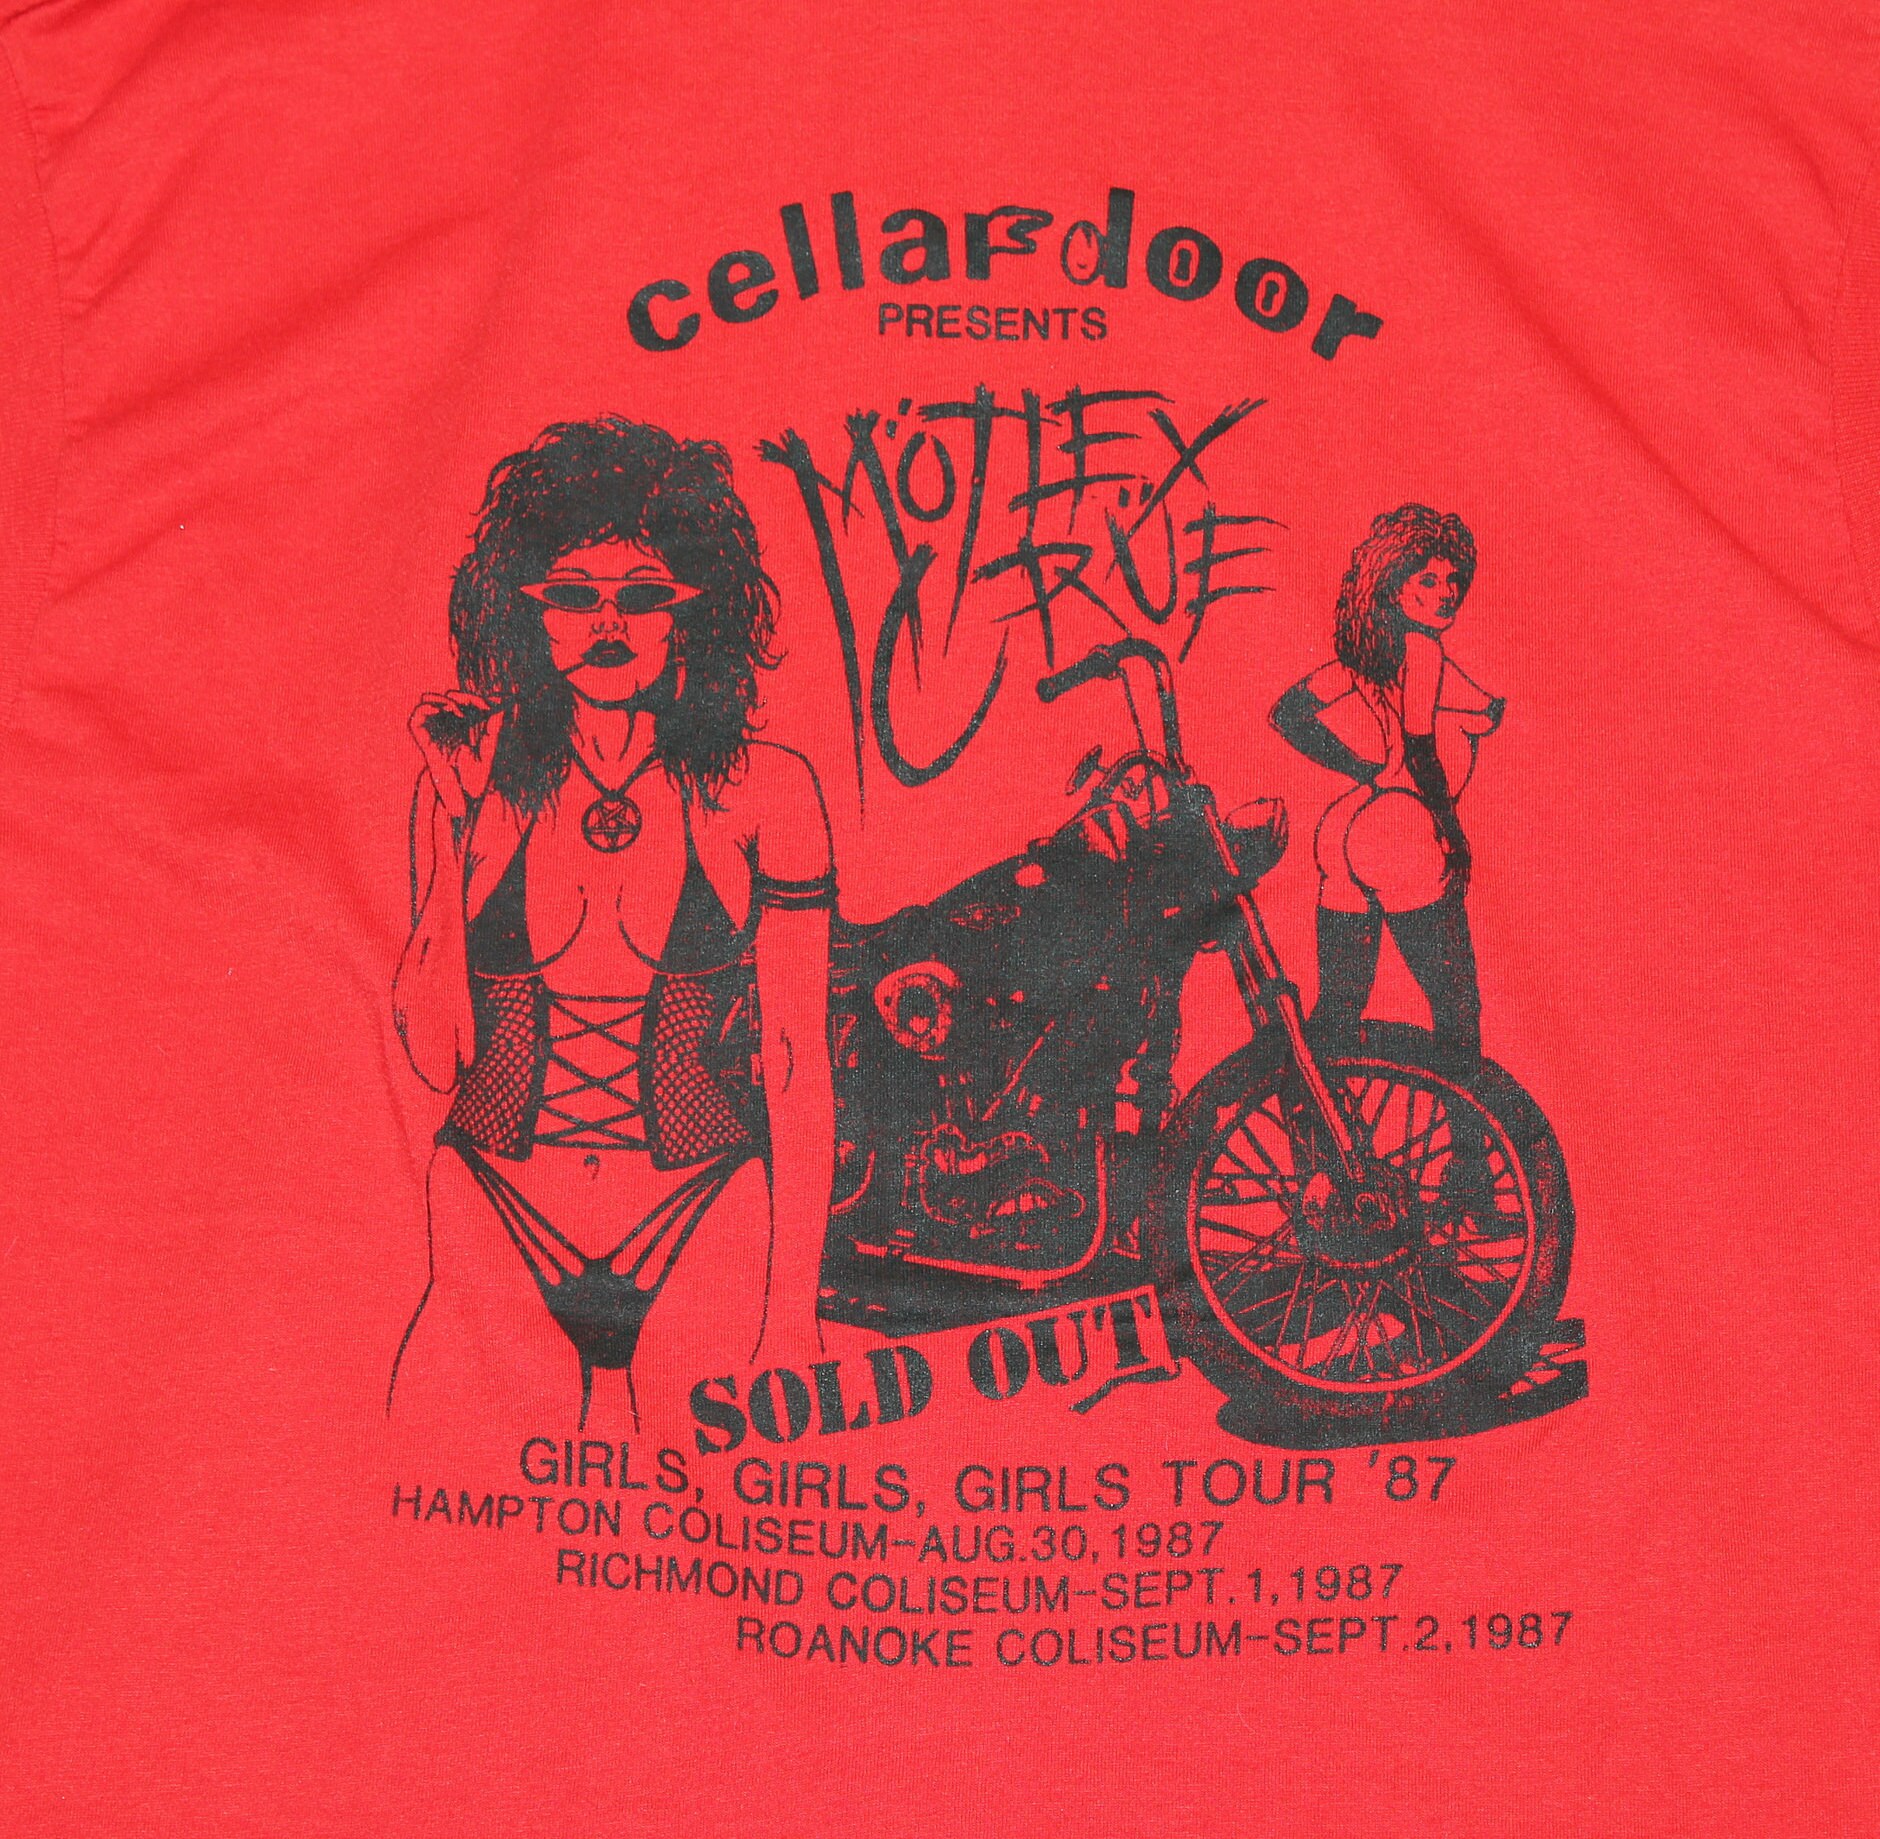 cellar door
PRESENTS
MÖTLEY
CRÜE
SOLD OUT
GIRLS, GIRLS, GIRLS TOUR '87
HAMPTON COLISEUM-AUG.30,1987
RICHMOND COLISEUM-SEPT.1,1987
ROANOKE COLISEUM-SEPT.2,1987